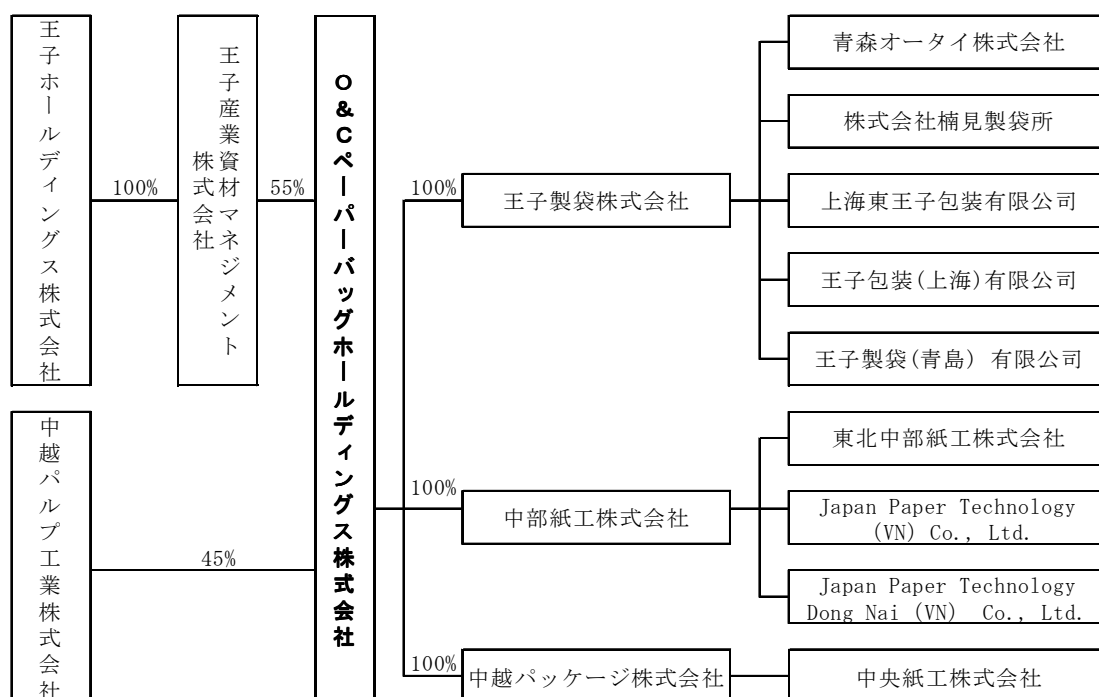 王子ホールディングス株式会社
100%
王子産業資材マネジメント
株式会社
55%
O&Cペーパーバッグホールディングス株式会社
中越パルプ工業株式会社
45%
100%
王子製袋株式会社
青森オータイ株式会社
株式会社楠見製袋所
上海東王子包装有限公司
王子包装(上海)有限公司
王子製袋(青島) 有限公司
100%
中部紙工株式会社
東北中部紙工株式会社
Japan Paper Technology
(VN) Co., Ltd.
Japan Paper Technology
Dong Nai (VN) Co., Ltd.
100%
中越パッケージ株式会社
中央紙工株式会社